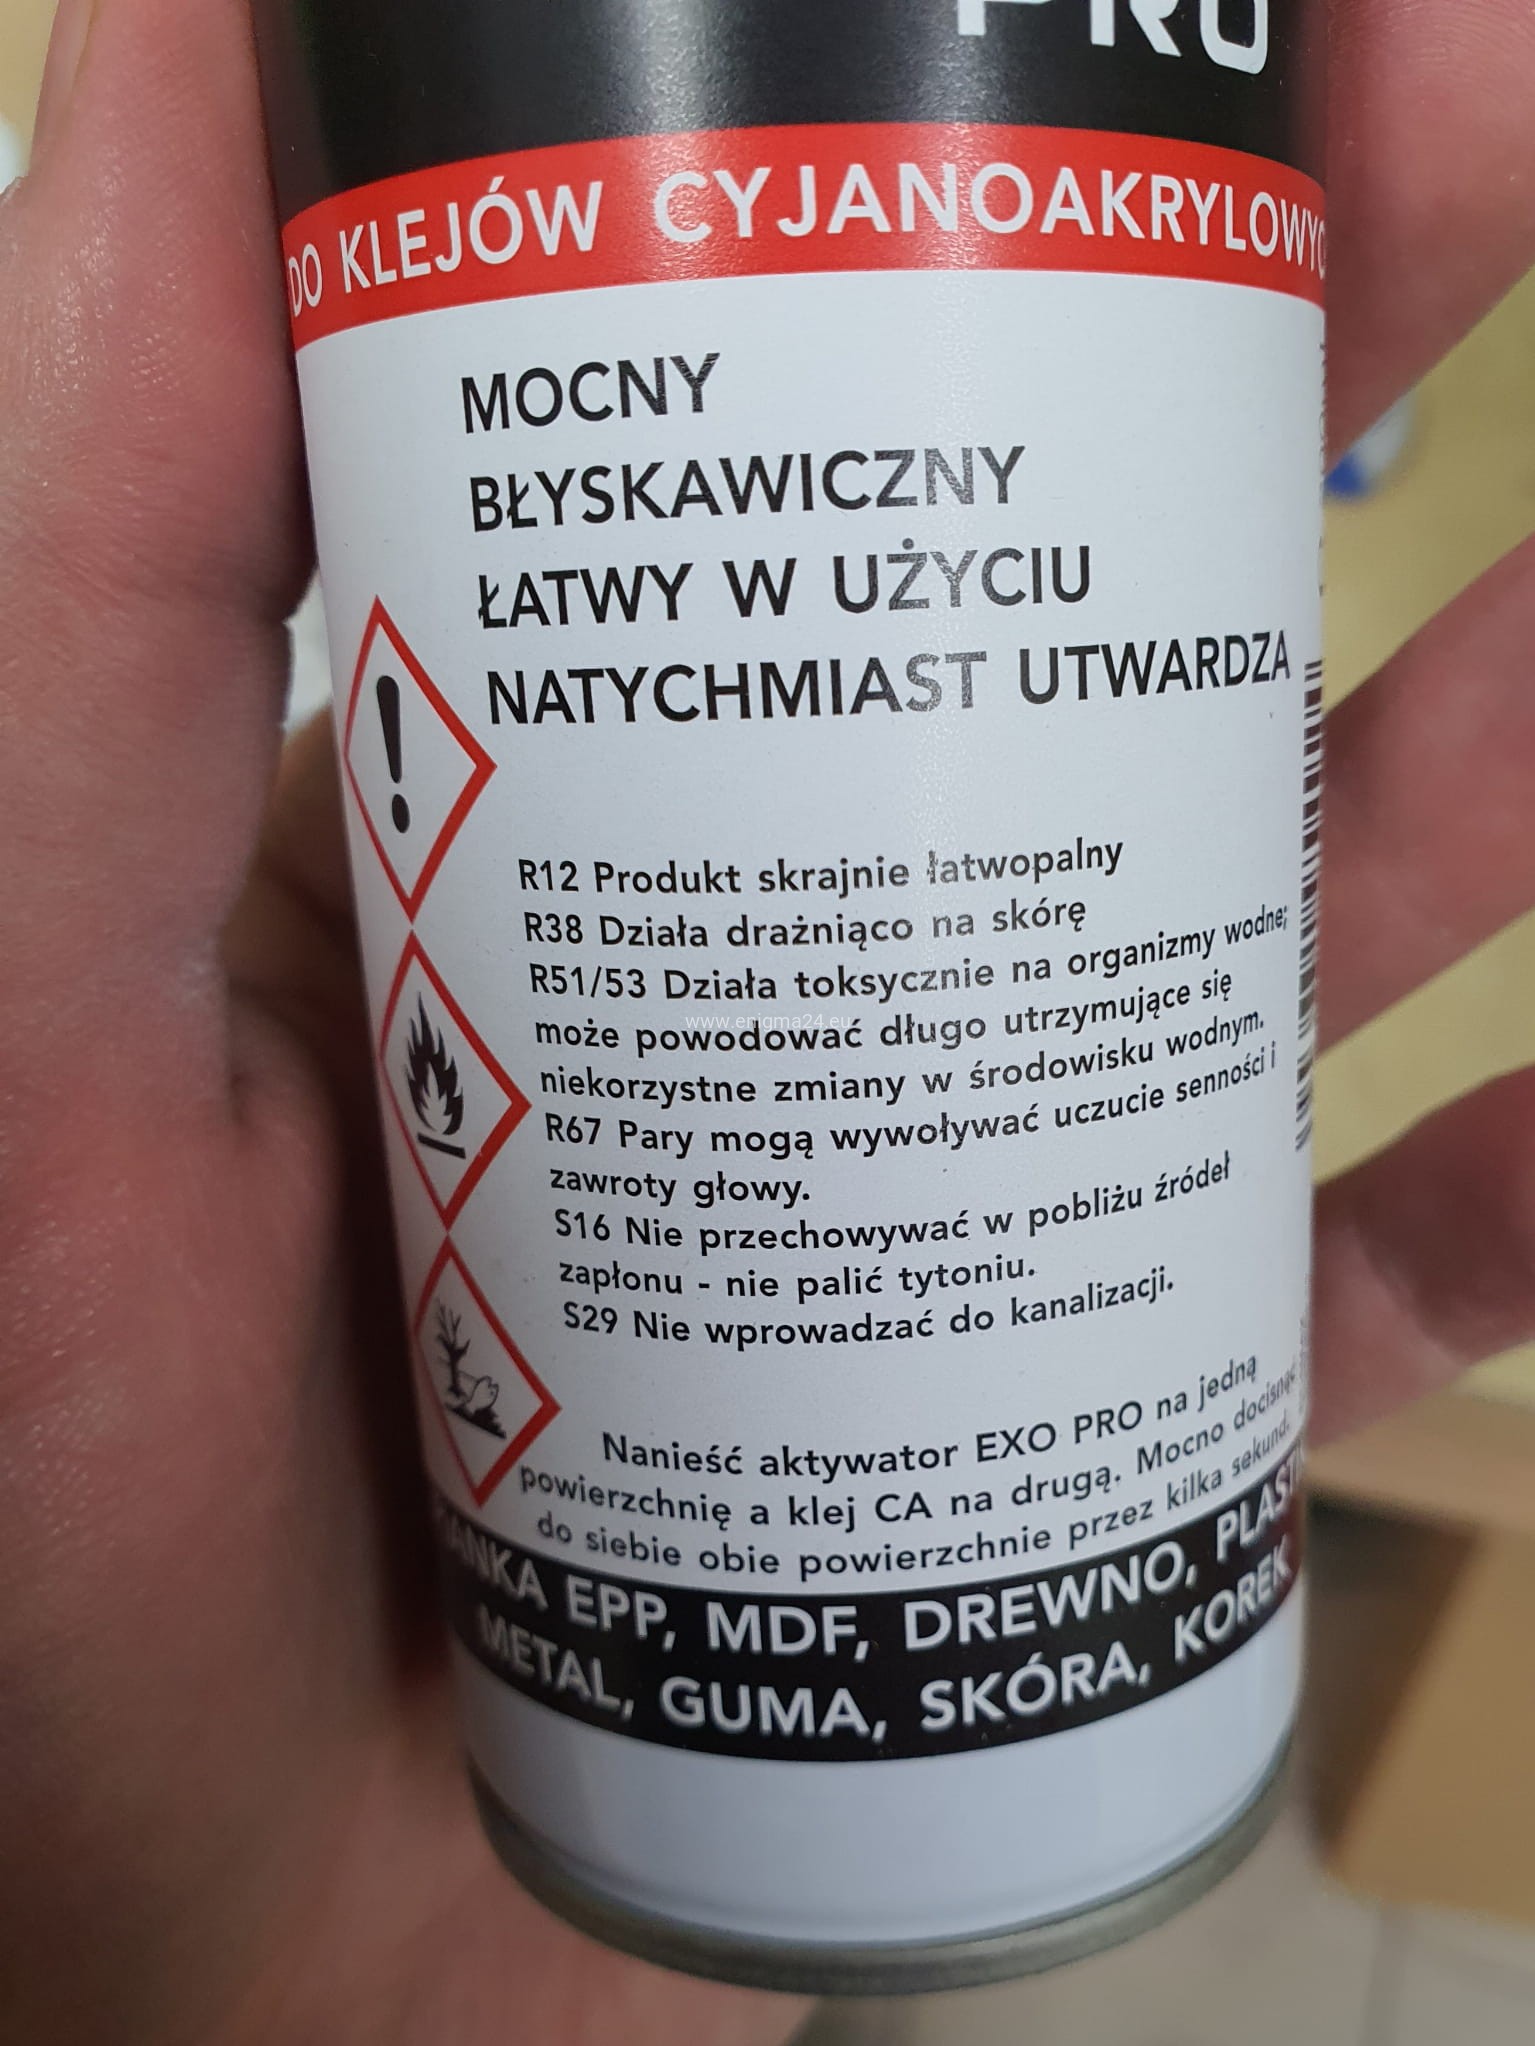 PRO
DO KLEJÓW CYJANOAKRYLOWYC
MOCNY
BŁYSKAWICZNY
ŁATWY W UŻYCIU
NATYCHMIAST UTWARDZA
R12 Produkt skrajnie łatwopalny
R38 Działa drażniąco na skórę
R51/53 Działa toksycznie na organizmy wodne;
może powodować długo utrzymujące się
niekorzystne zmiany w środowisku wodnym.
R67 Pary mogą wywoływać uczucie senności i
zawroty głowy.
S16 Nie przechowywać w pobliżu źródeł
zapłonu - nie palić tytoniu.
S29 Nie wprowadzać do kanalizacji.
Nanieść aktywator EXO PRO na jedną
powierzchnię a klej CA na drugą. Mocno docisnąć
do siebie obie powierzchnie przez kilka sekund.
EPP, MDF, DREWNO,
METAL, GUMA, SKÓRA, KOREK
www.enigma24.eu